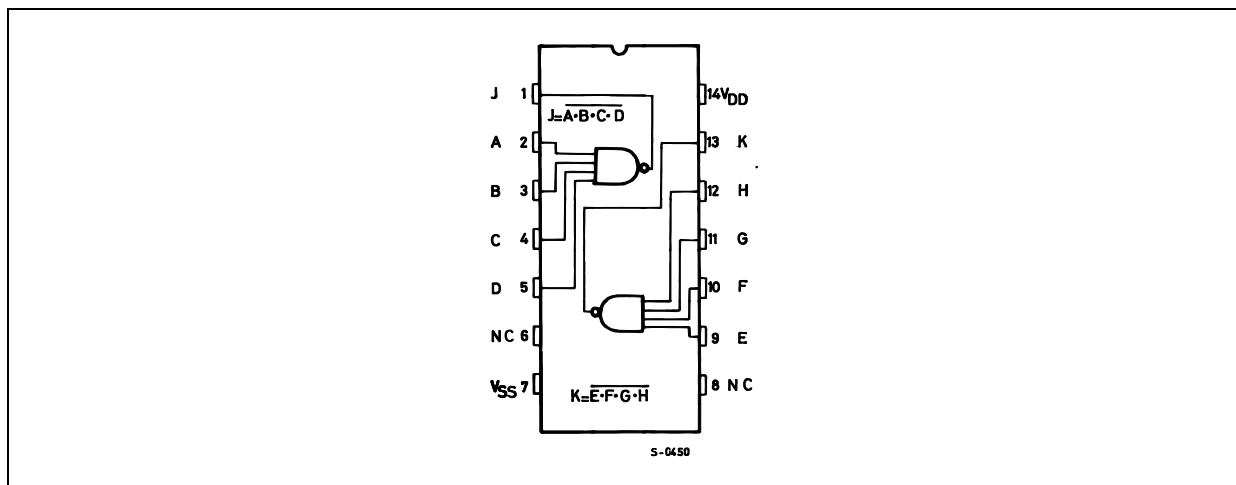 J 1
14 VDD
J=A·B·C·D
A 2
13 K
B 3
12 H
C 4
11 G
D 5
10 F
NC 6
9 E
VSS 7
8 NC
K=E·F·G·H
S-0450